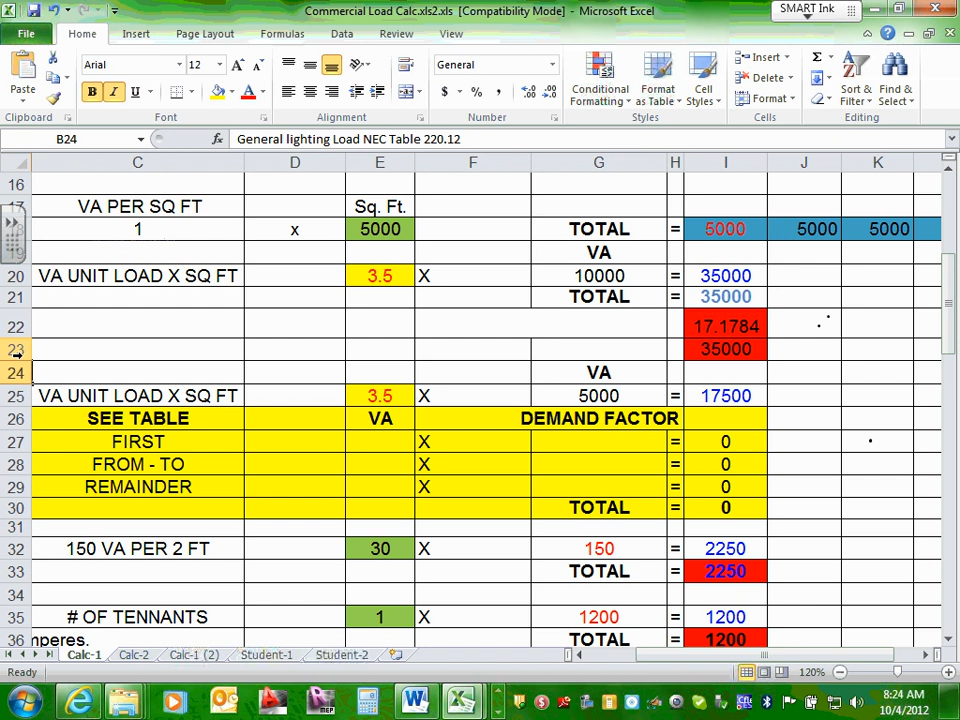 Commercial Load Calc.xls2.xls [Compatibility Mode] - Microsoft Excel
SMART Ink
File Home Insert Page Layout Formulas Data Review View
Paste
Arial 12
General
B I U
$ % ,
Conditional Formatting
Format as Table
Cell Styles
Insert
Delete
Format
Sort & Filter
Find & Select
Clipboard Font Alignment Number Styles Cells Editing
B24 fx General lighting Load NEC Table 220.12
C D E F G H I J K
16
17 VA PER SQ FT Sq. Ft.
1 x 5000 TOTAL = 5000 5000 5000
19 VA
20 VA UNIT LOAD X SQ FT 3.5 X 10000 = 35000
21 TOTAL = 35000
22 17.1784
23 35000
24 VA
25 VA UNIT LOAD X SQ FT 3.5 X 5000 = 17500
26 SEE TABLE VA DEMAND FACTOR
27 FIRST X = 0
28 FROM - TO X = 0
29 REMAINDER X = 0
30 TOTAL = 0
31
32 150 VA PER 2 FT 30 X 150 = 2250
33 TOTAL = 2250
34
35 # OF TENNANTS 1 X 1200 = 1200
36 mperes. TOTAL = 1200
Calc-1 Calc-2 Calc-1 (2) Student-1 Student-2
Ready 120%
8:24 AM
10/4/2012